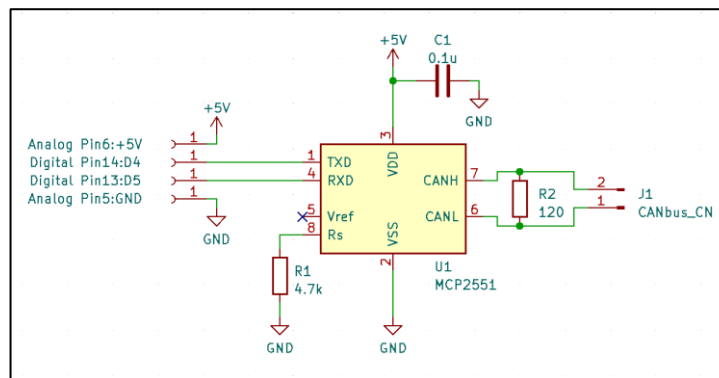 +5V
C1
0.1u
GND
+5V
Analog Pin6:+5V
1
Digital Pin14:D4
1
Digital Pin13:D5
1
Analog Pin5:GND
1
GND
3
VDD
1
TXD
4
RXD
5
Vref
8
Rs
CANH
7
CANL
6
VSS
2
U1
MCP2551
R2
120
2
1
J1
CANbus_CN
R1
4.7k
GND
GND